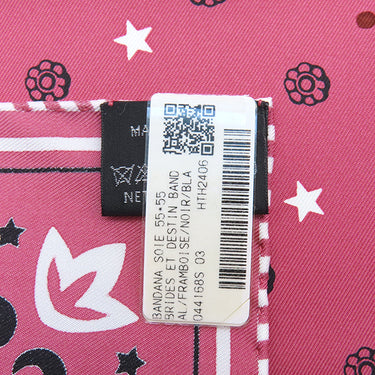 MA
NET
HTH2406
BANDANA SOIE 55*55
BRIDES ET DESTIN BAND
AL/FRAMBOISE/NOIR/BLA
044168S 03